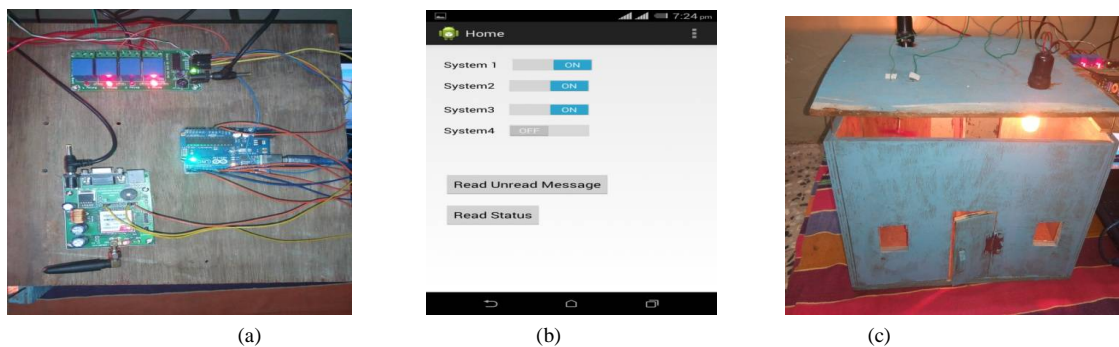 7:24 pm
Home
System 1 ON
System2 ON
System3 ON
System4 OFF
Read Unread Message
Read Status
(a) (b) (c)